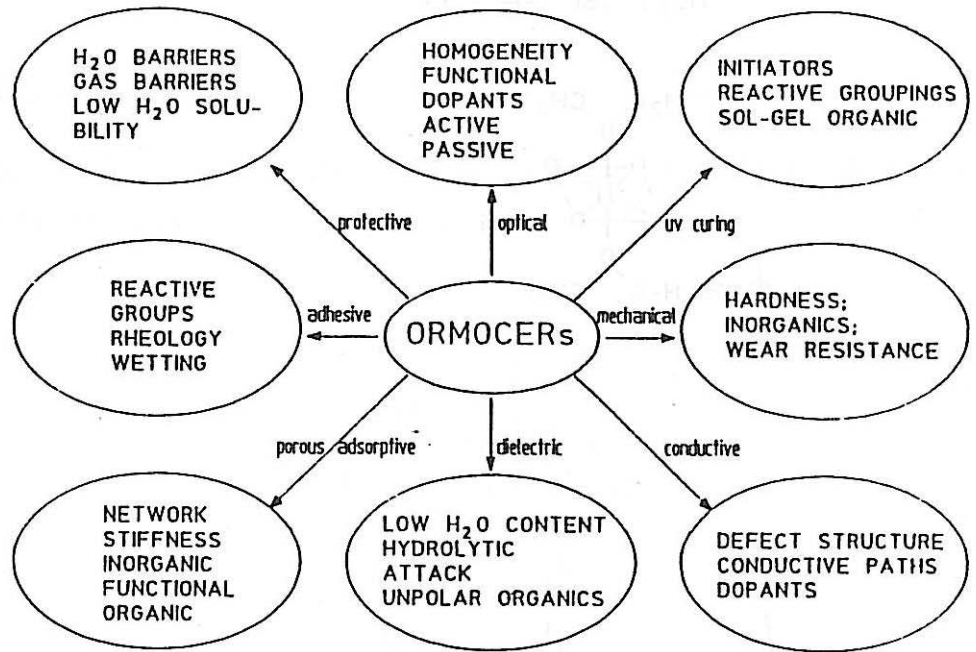 H₂O BARRIERS
GAS BARRIERS
LOW H₂O SOLU-
BILITY
HOMOGENEITY
FUNCTIONAL
DOPANTS
ACTIVE
PASSIVE
INITIATORS
REACTIVE GROUPINGS
SOL-GEL ORGANIC
protective
optical
uv curing
REACTIVE
GROUPS
RHEOLOGY
WETTING
adhesive
ORMOCERs
mechanical
HARDNESS;
INORGANICS;
WEAR RESISTANCE
porous adsorptive
dielectric
conductive
NETWORK
STIFFNESS
INORGANIC
FUNCTIONAL
ORGANIC
LOW H₂O CONTENT
HYDROLYTIC
ATTACK
UNPOLAR ORGANICS
DEFECT STRUCTURE
CONDUCTIVE PATHS
DOPANTS